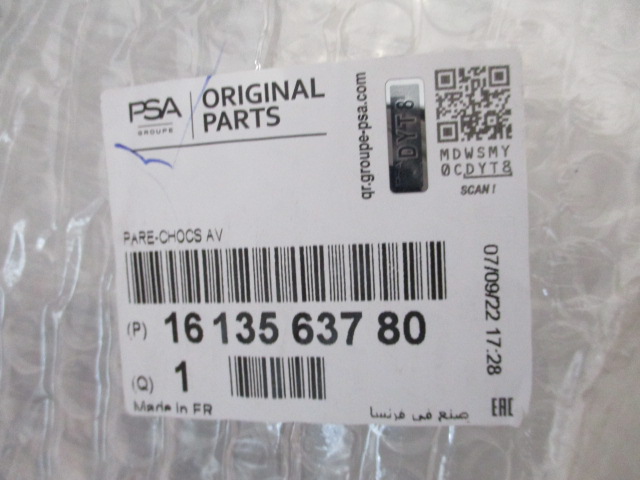 PSA
GROUPE
ORIGINAL
PARTS
qr.groupe-psa.com
DYT8
MDWSMY
0CDYT8
SCAN!
PARE-CHOCS AV
(P) 16 135 637 80
(Q) 1
07/09/22 17:28
Made in FR
صنع في فرنسا
EAC